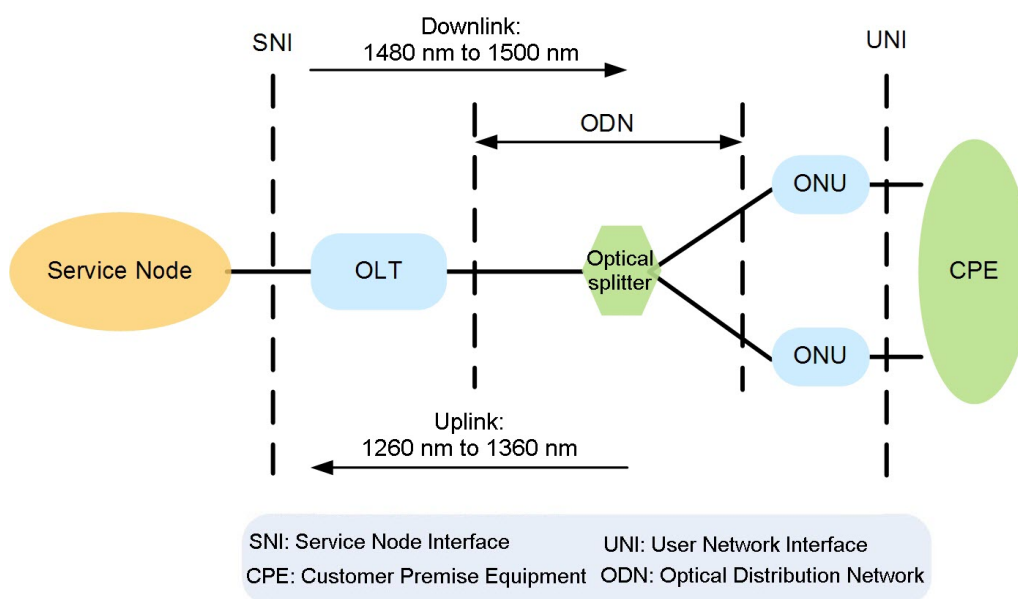 Downlink:
1480 nm to 1500 nm
SNI
UNI
ODN
ONU
Service Node
OLT
Optical
splitter
CPE
ONU
Uplink:
1260 nm to 1360 nm
SNI: Service Node Interface
UNI: User Network Interface
CPE: Customer Premise Equipment
ODN: Optical Distribution Network